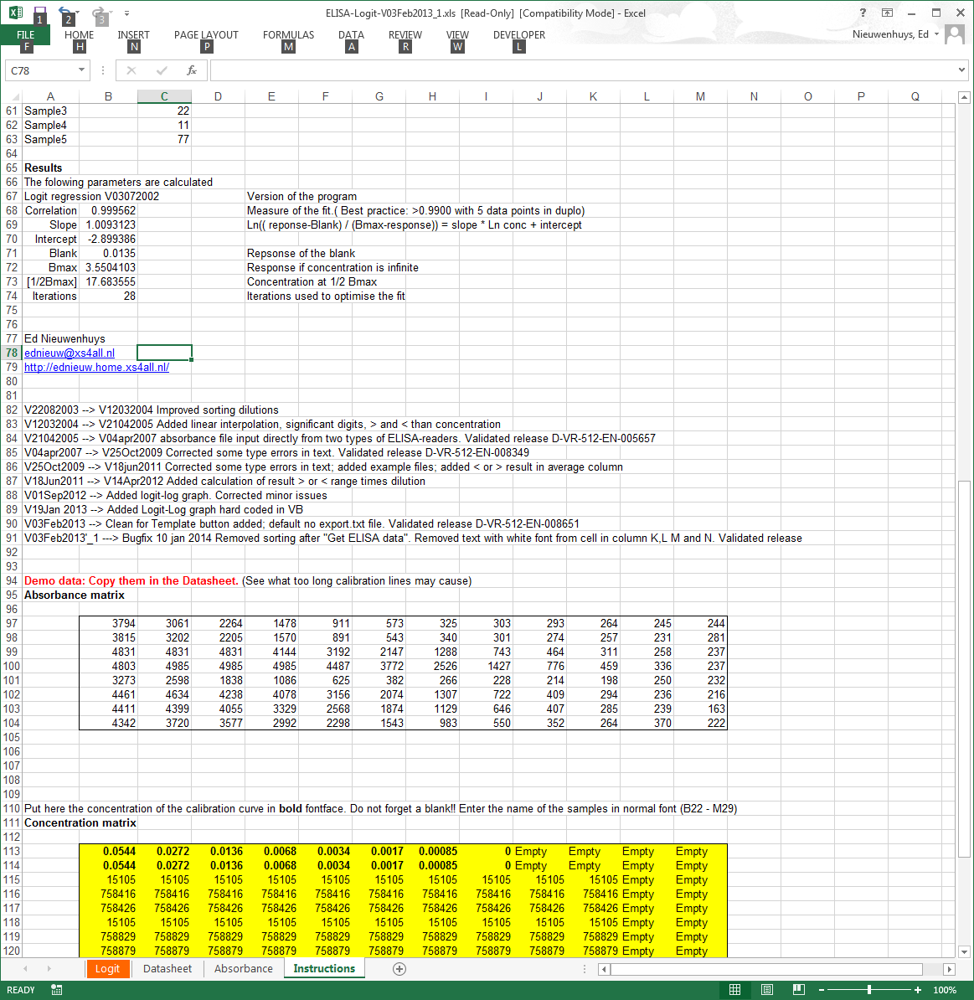 ELISA-Logit-V03Feb2013_1.xls [Read-Only] [Compatibility Mode] - Excel
1 2 3
FILE HOME INSERT PAGE LAYOUT FORMULAS DATA REVIEW VIEW DEVELOPER Nieuwenhuys, Ed
F H N P M A R W L
C78 fx
A B C D E F G H I J K L M N O P Q
61 Sample3 22
62 Sample4 11
63 Sample5 77
64
65 Results
66 The folowing parameters are calculated
67 Logit regression V03072002 Version of the program
68 Correlation 0.999562 Measure of the fit.( Best practice: >0.9900 with 5 data points in duplo)
69 Slope 1.0093123 Ln(( reponse-Blank) / (Bmax-response)) = slope * Ln conc + intercept
70 Intercept -2.899386
71 Blank 0.0135 Repsonse of the blank
72 Bmax 3.5504103 Response if concentration is infinite
73 [1/2Bmax] 17.683555 Concentration at 1/2 Bmax
74 Iterations 28 Iterations used to optimise the fit
75
76
77 Ed Nieuwenhuys
78 ednieuw@xs4all.nl
79 http://ednieuw.home.xs4all.nl/
80
81
82 V22082003 --> V12032004 Improved sorting dilutions
83 V12032004 --> V21042005 Added linear interpolation, significant digits, > and < than concentration
84 V21042005 --> V04apr2007 absorbance file input directly from two types of ELISA-readers. Validated release D-VR-512-EN-005657
85 V04apr2007 --> V25Oct2009 Corrected some type errors in text. Validated release D-VR-512-EN-008349
86 V25Oct2009 --> V18jun2011 Corrected some type errors in text; added example files; added < or > result in average column
87 V18Jun2011 --> V14Apr2012 Added calculation of result > or < range times dilution
88 V01Sep2012 --> Added logit-log graph. Corrected minor issues
89 V19Jan 2013 --> Added Logit-Log graph hard coded in VB
90 V03Feb2013 --> Clean for Template button added; default no export.txt file. Validated release D-VR-512-EN-008651
91 V03Feb2013'_1 ---> Bugfix 10 jan 2014 Removed sorting after "Get ELISA data". Removed text with white font from cell in column K,L M and N. Validated release
92
93
94 Demo data: Copy them in the Datasheet. (See what too long calibration lines may cause)
95 Absorbance matrix
96
97 3794 3061 2264 1478 911 573 325 303 293 264 245 244
98 3815 3202 2205 1570 891 543 340 301 274 257 231 281
99 4831 4831 4831 4144 3192 2147 1288 743 464 311 258 237
100 4803 4985 4985 4985 4487 3772 2526 1427 776 459 336 237
101 3273 2598 1838 1086 625 382 266 228 214 198 250 232
102 4461 4634 4238 4078 3156 2074 1307 722 409 294 236 216
103 4411 4399 4055 3329 2568 1874 1129 646 407 285 239 163
104 4342 3720 3577 2992 2298 1543 983 550 352 264 370 222
105
106
107
108
109
110 Put here the concentration of the calibration curve in bold fontface. Do not forget a blank!! Enter the name of the samples in normal font (B22 - M29)
111 Concentration matrix
112
113 0.0544 0.0272 0.0136 0.0068 0.0034 0.0017 0.00085 0 Empty Empty Empty Empty
114 0.0544 0.0272 0.0136 0.0068 0.0034 0.0017 0.00085 0 Empty Empty Empty Empty
115 15105 15105 15105 15105 15105 15105 15105 15105 15105 15105 Empty Empty
116 758416 758416 758416 758416 758416 758416 758416 758416 758416 758416 Empty Empty
117 758426 758426 758426 758426 758426 758426 758426 758426 758426 758426 Empty Empty
118 15105 15105 15105 15105 15105 15105 15105 15105 15105 15105 Empty Empty
119 758829 758829 758829 758829 758829 758829 758829 758829 758829 758829 Empty Empty
120 758879 758879 758879 758879 758879 758879 758879 758879 758879 758879 Empty Empty
Logit Datasheet Absorbance Instructions
READY 100%